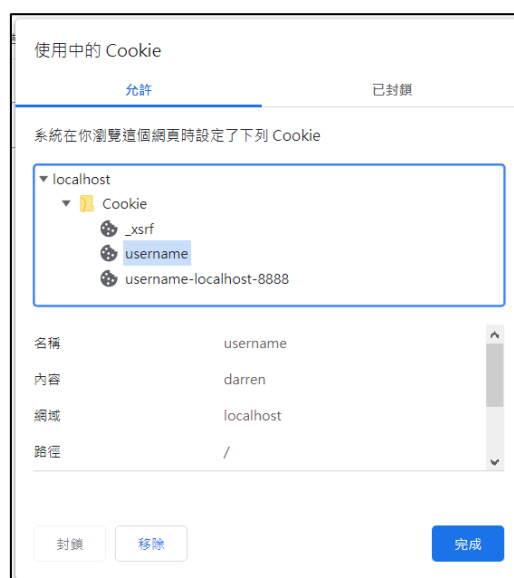 使用中的 Cookie
允許 已封鎖
系統在你瀏覽這個網頁時設定了下列 Cookie
localhost
Cookie
_xsrf
username
username-localhost-8888
名稱 username
內容 darren
網域 localhost
路徑 /
封鎖 移除 完成